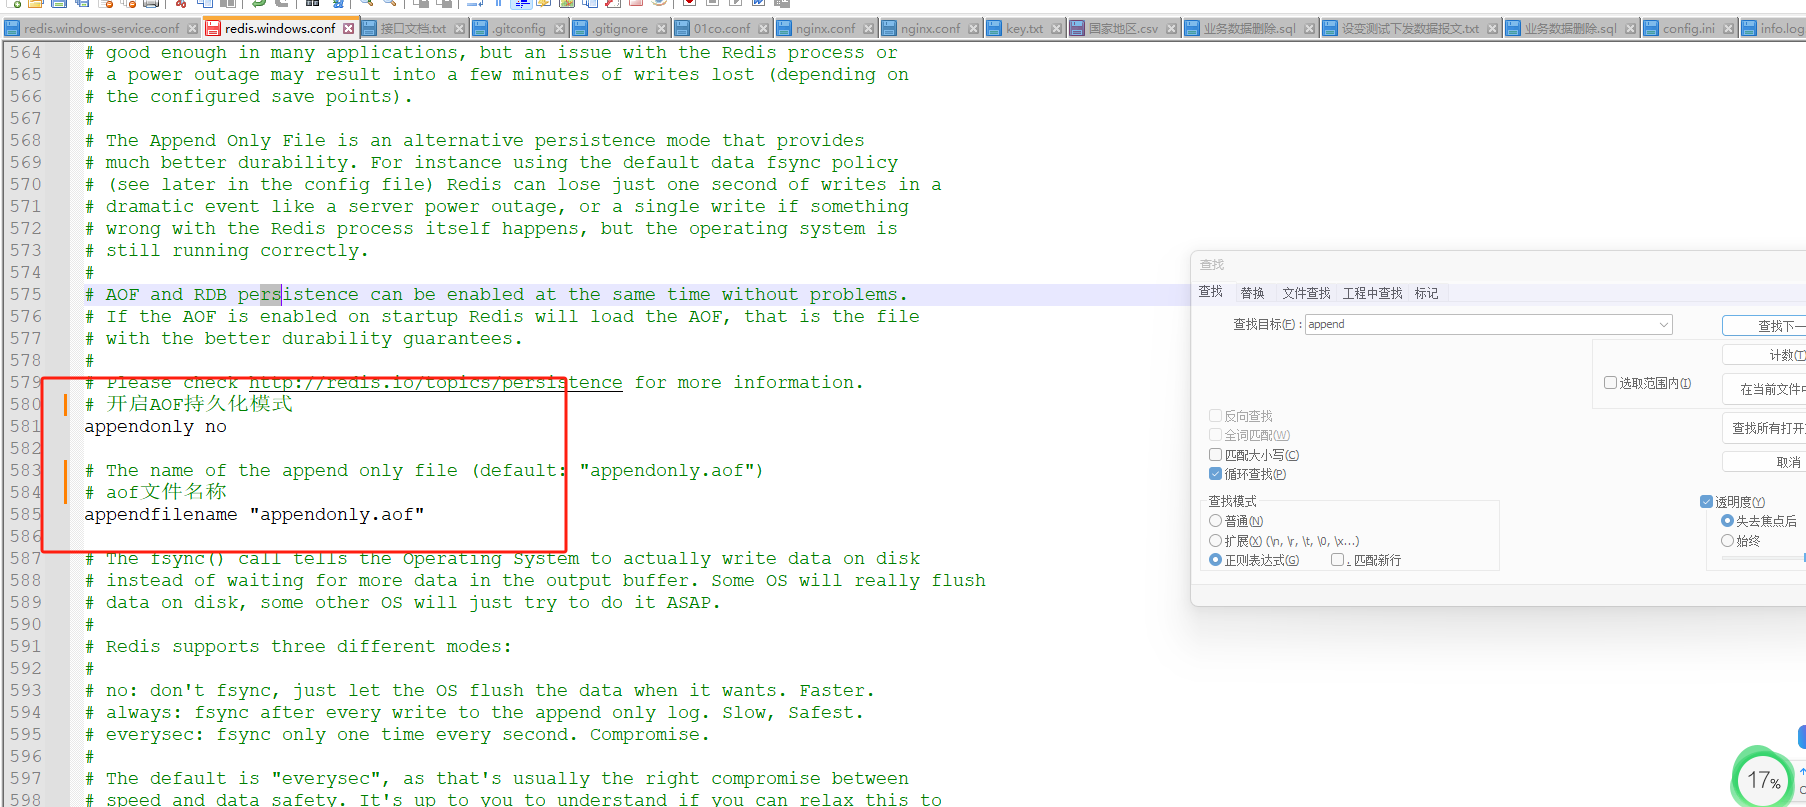 redis.windows-service.conf redis.windows.conf 接口文档.txt .gitconfig .gitignore 01co.conf nginx.conf nginx.conf key.txt 国家地区.csv 业务数据删除.sql 设变测试下发数据报文.txt 业务数据删除.sql config.ini info.log
564 # good enough in many applications, but an issue with the Redis process or
565 # a power outage may result into a few minutes of writes lost (depending on
566 # the configured save points).
567 #
568 # The Append Only File is an alternative persistence mode that provides
569 # much better durability. For instance using the default data fsync policy
570 # (see later in the config file) Redis can lose just one second of writes in a
571 # dramatic event like a server power outage, or a single write if something
572 # wrong with the Redis process itself happens, but the operating system is
573 # still running correctly.
574 #
575 # AOF and RDB persistence can be enabled at the same time without problems.
576 # If the AOF is enabled on startup Redis will load the AOF, that is the file
577 # with the better durability guarantees.
578 #
579 # Please check http://redis.io/topics/persistence for more information.
580 # 开启AOF持久化模式
581 appendonly no
582
583 # The name of the append only file (default: "appendonly.aof")
584 # aof文件名称
585 appendfilename "appendonly.aof"
586
587 # The fsync() call tells the Operating System to actually write data on disk
588 # instead of waiting for more data in the output buffer. Some OS will really flush
589 # data on disk, some other OS will just try to do it ASAP.
590 #
591 # Redis supports three different modes:
592 #
593 # no: don't fsync, just let the OS flush the data when it wants. Faster.
594 # always: fsync after every write to the append only log. Slow, Safest.
595 # everysec: fsync only one time every second. Compromise.
596 #
597 # The default is "everysec", as that's usually the right compromise between
598 # speed and data safety. It's up to you to understand if you can relax this to
查找
查找 替换 文件查找 工程中查找 标记
查找目标(F): append
查找下一
计数(T)
选取范围内(I)
在当前文件中
反向查找
查找所有打开
全词匹配(W)
匹配大小写(C)
取消
循环查找(P)
查找模式
透明度(Y)
普通(N)
失去焦点后
扩展(X) (\n, \r, \t, \0, \x...)
始终
正则表达式(G) . 匹配新行
17%